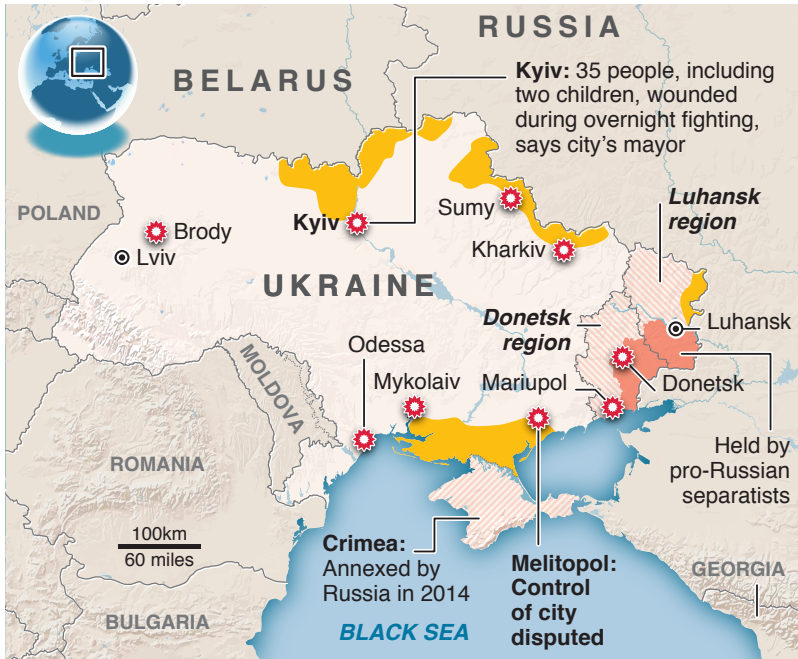 RUSSIA
BELARUS
Kyiv: 35 people, including
two children, wounded
during overnight fighting,
says city's mayor
POLAND
Luhansk
region
Sumy
Kyiv
Brody
Lviv
Kharkiv
UKRAINE
Donetsk
region
Luhansk
MOLDOVA
Odessa
Mykolaiv
Mariupol
Donetsk
Held by
pro-Russian
separatists
ROMANIA
100km
60 miles
Crimea:
Annexed by
Russia in 2014
Melitopol:
Control
of city
disputed
GEORGIA
BULGARIA
BLACK SEA